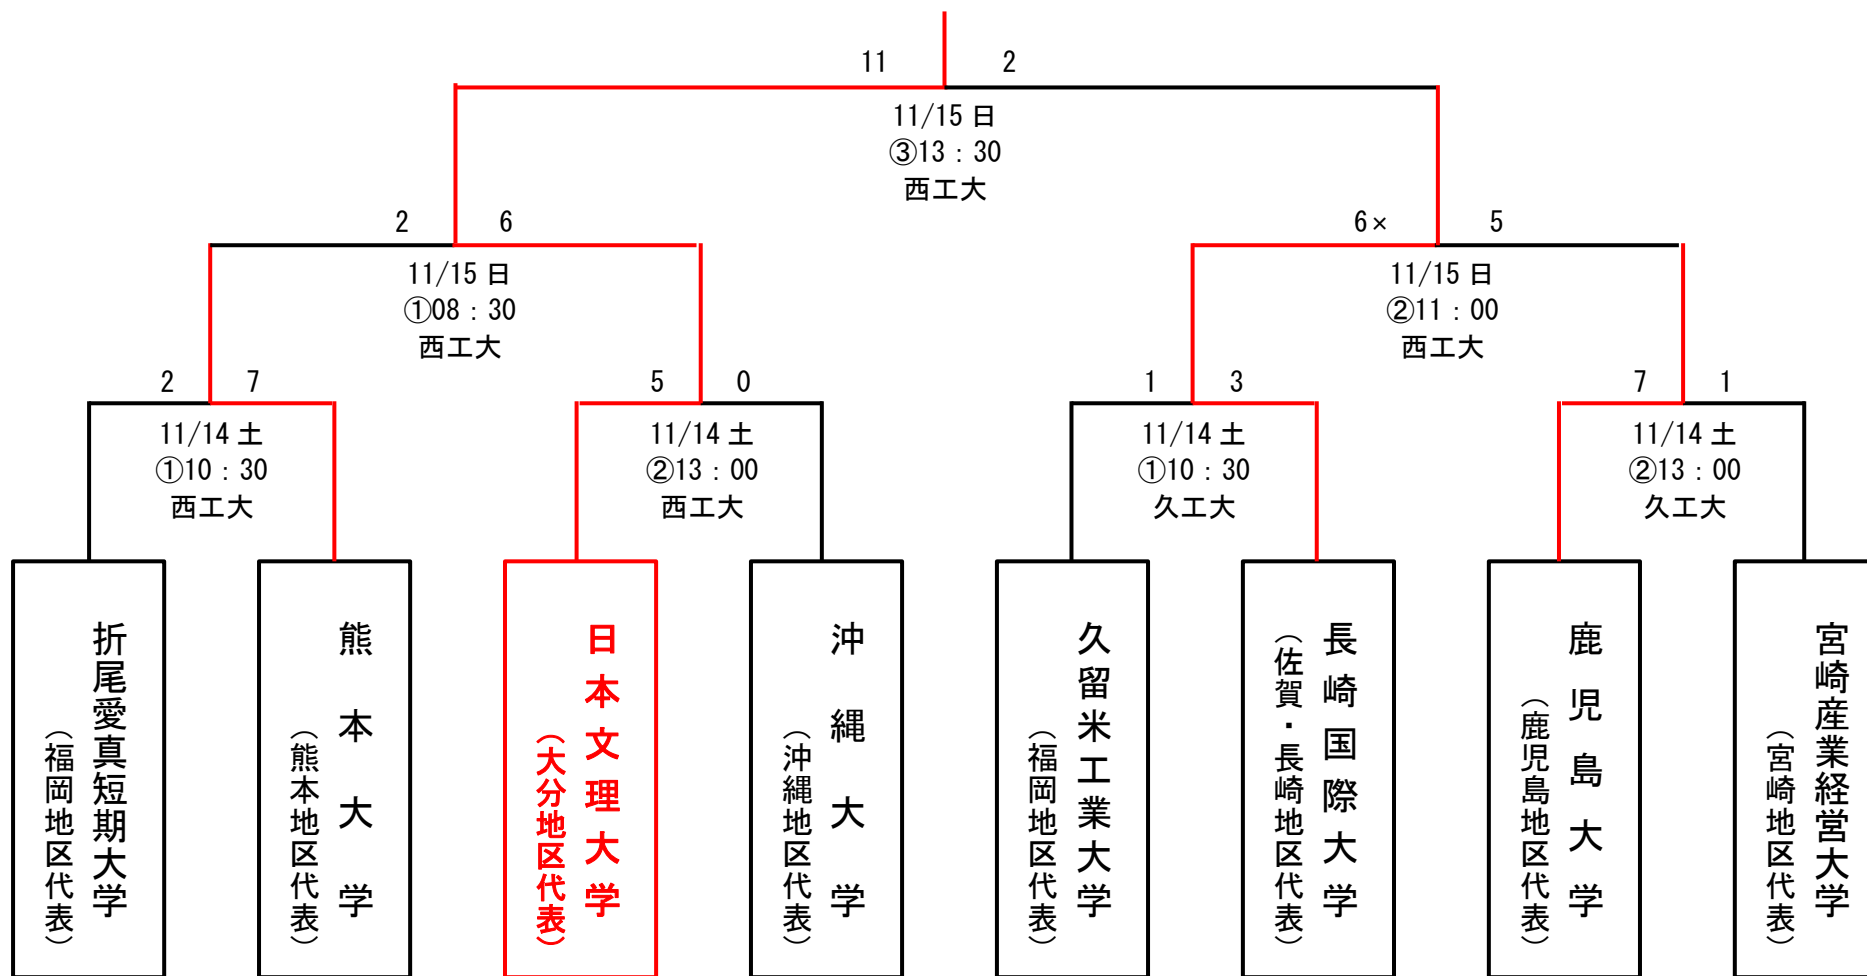 11 2
11/15 日
③13：30
西工大
2 6
6× 5
11/15 日
①08：30
西工大
11/15 日
②11：00
西工大
2 7
5 0
1 3
7 1
11/14 土
①10：30
西工大
11/14 土
②13：00
西工大
11/14 土
①10：30
久工大
11/14 土
②13：00
久工大
折尾愛真短期大学
（福岡地区代表）
熊本大学
（熊本地区代表）
日本文理大学
（大分地区代表）
沖縄大学
（沖縄地区代表）
久留米工業大学
（福岡地区代表）
長崎国際大学
（佐賀・長崎地区代表）
鹿児島大学
（鹿児島地区代表）
宮崎産業経営大学
（宮崎地区代表）